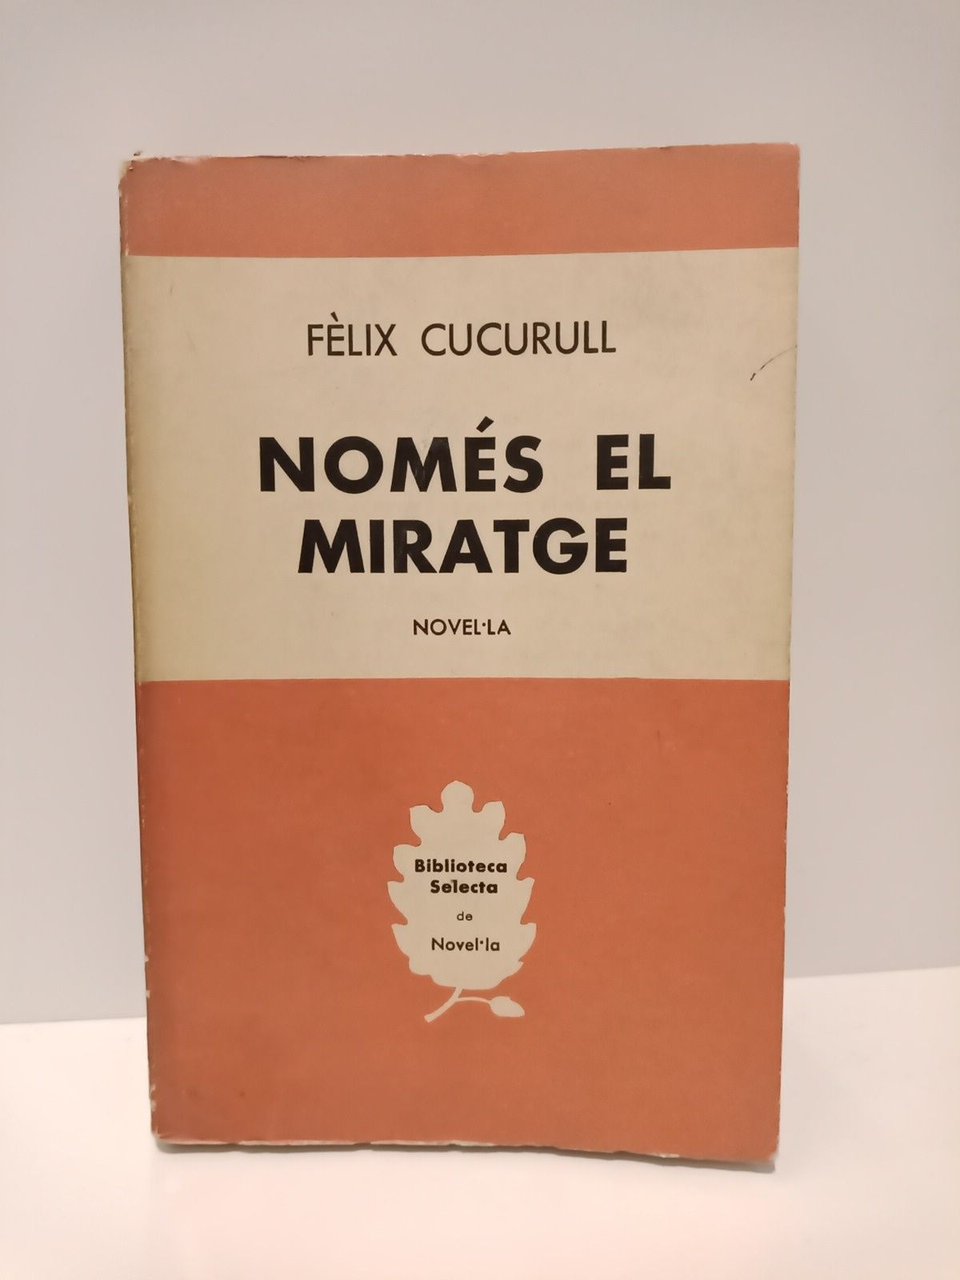 FÈLIX CUCURULL
NOMÉS EL
MIRATGE
NOVEL·LA
Biblioteca
Selecta
de
Novel·la